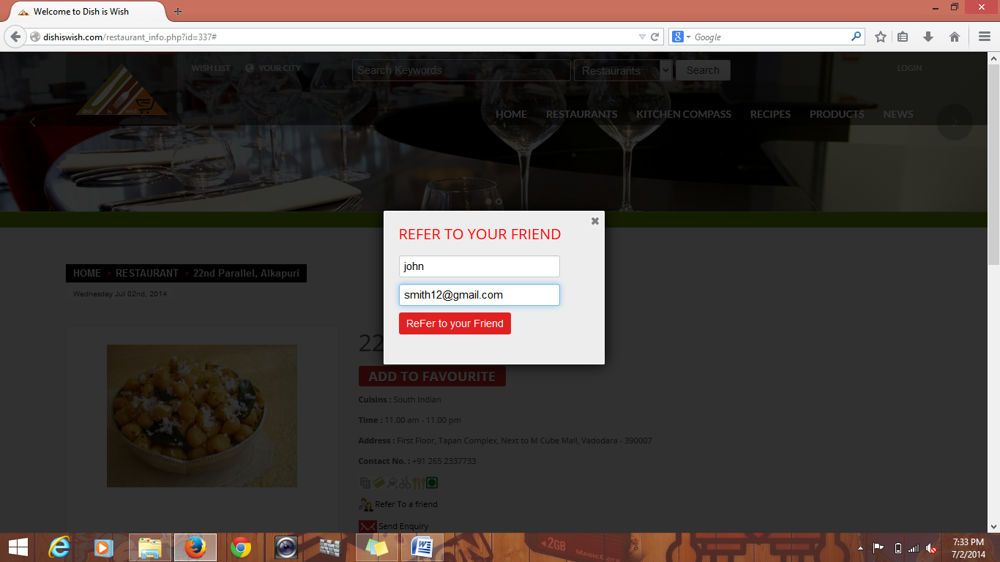 Welcome to Dish is Wish
dishiswish.com/restaurant_info.php?id=337#
Google
WISH LIST
YOUR CITY
Search Keywords
Restaurants
Search
LOGIN
dish is wish
HOME
RESTAURANTS
KITCHEN COMPASS
RECIPES
PRODUCTS
NEWS
REFER TO YOUR FRIEND
john
smith12@gmail.com
ReFer to your Friend
HOME RESTAURANT 22nd Parallel, Alkapuri
Wednesday Jul 02nd, 2014
22
ADD TO FAVOURITE
Cuisins : South Indian
Time : 11.00 am - 11.00 pm
Address : First Floor, Tapan Complex, Next to M Cube Mall, Vadodara - 390007
Contact No. : +91 265 2337733
Refer To a friend
Send Enquiry
2GB
7:33 PM
7/2/2014